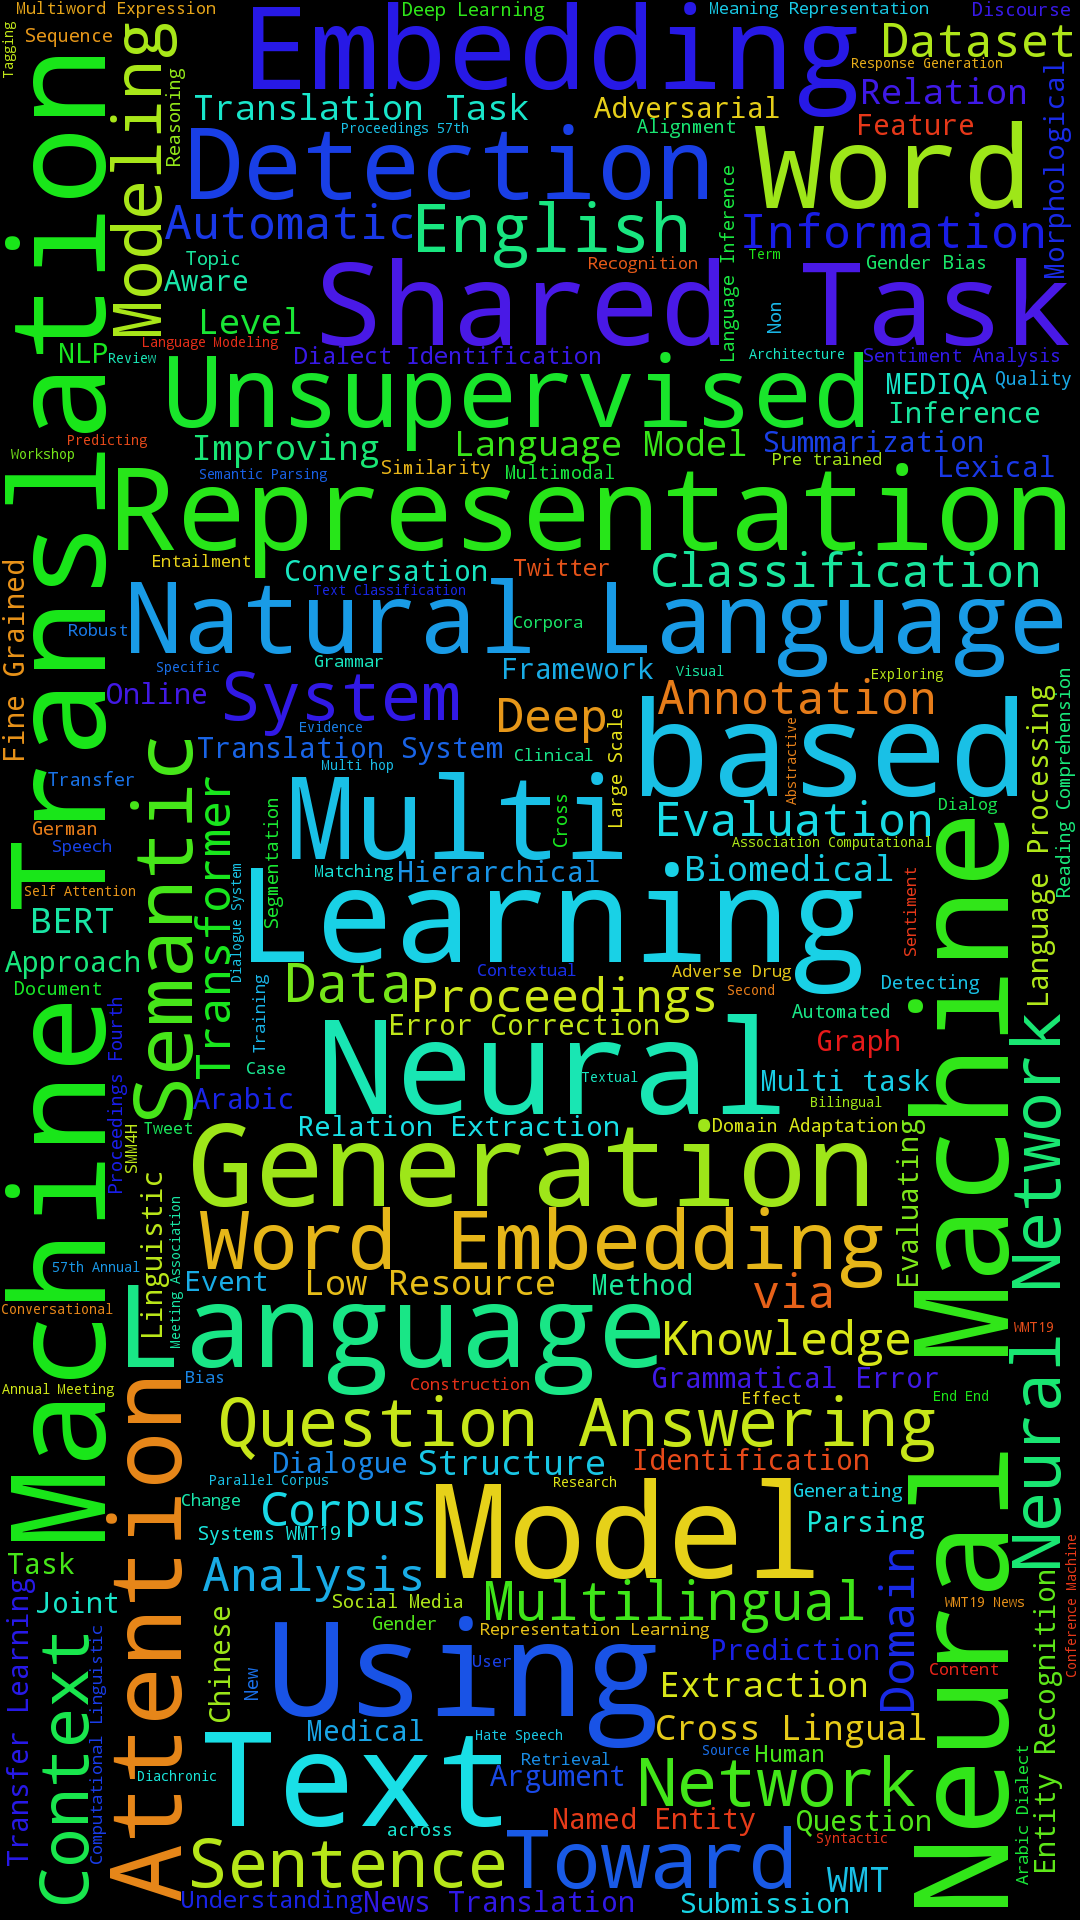 Multiword Expression
Deep Learning
Meaning Representation
Discourse
Tagging
Sequence
Modeling
Embedding
Dataset
Response Generation
Reasoning
Translation Task
Adversarial
Relation
Morphological
Proceedings 57th
Alignment
Feature
Machine Translation
Detection
Word
Automatic
English
Language Inference
Information
Topic
Aware
Recognition
Term
Gender Bias
Shared Task
Level
Non
Language Modeling
NLP
Review
Dialect Identification
Architecture
Sentiment Analysis
Unsupervised
MEDIQA
Quality
Inference
Predicting
Workshop
Improving
Language Model
Summarization
Semantic Parsing
Similarity
Multimodal
Pre trained
Lexical
Representation
Fine Grained
Entailment
Conversation
Twitter
Classification
Text Classification
Robust
Natural Language
Corpora
Specific
Grammar
Framework
Visual
Exploring
Reading Comprehension
Online
System
Deep
Annotation
Language Processing
Evidence
Large Scale
based
Abstractive
Translation System
Clinical
Semantic
Transfer
Multi hop
Multi
Transformer
Segmentation
Cross
Evaluation
Dialog
German
Speech
Association Computational
Neural Machine
Dialogue System
Matching
Hierarchical
Biomedical
Self Attention
BERT
Learning
Sentiment
Approach
Document
Data
Contextual
Adverse Drug
Detecting
Training
Proceedings
Second
Automated
Proceedings Fourth
Error Correction
Graph
Neural Network
Case
Neural
Textual
Multi task
Arabic
Bilingual
SMM4H
Tweet
Relation Extraction
Domain Adaptation
Evaluating
Generation
Linguistic
Meeting Association
Word Embedding
57th Annual
Event
Low Resource
Method
via
Conversational
Language
WMT19
Knowledge
Annual Meeting
Bias
Construction
Grammatical Error
Effect
End End
Attention
Question Answering
Dialogue
Structure
Identification
Parallel Corpus
Research
Change
Corpus
Model
Generating
Systems WMT19
Parsing
Task
Analysis
Domain
Conference Machine
Transfer Learning
Joint
Social Media
Multilingual
WMT19 News
Entity Recognition
Chinese
Gender
Representation Learning
Context
Computational Linguistic
Using
Prediction
New
User
Content
Extraction
Medical
Hate Speech
Cross Lingual
Text
Source
Human
Retrieval
Arabic Dialect
Diachronic
Argument
Network
Named Entity
Question
across
Syntactic
Sentence
Toward
WMT
Understanding
News Translation
Submission